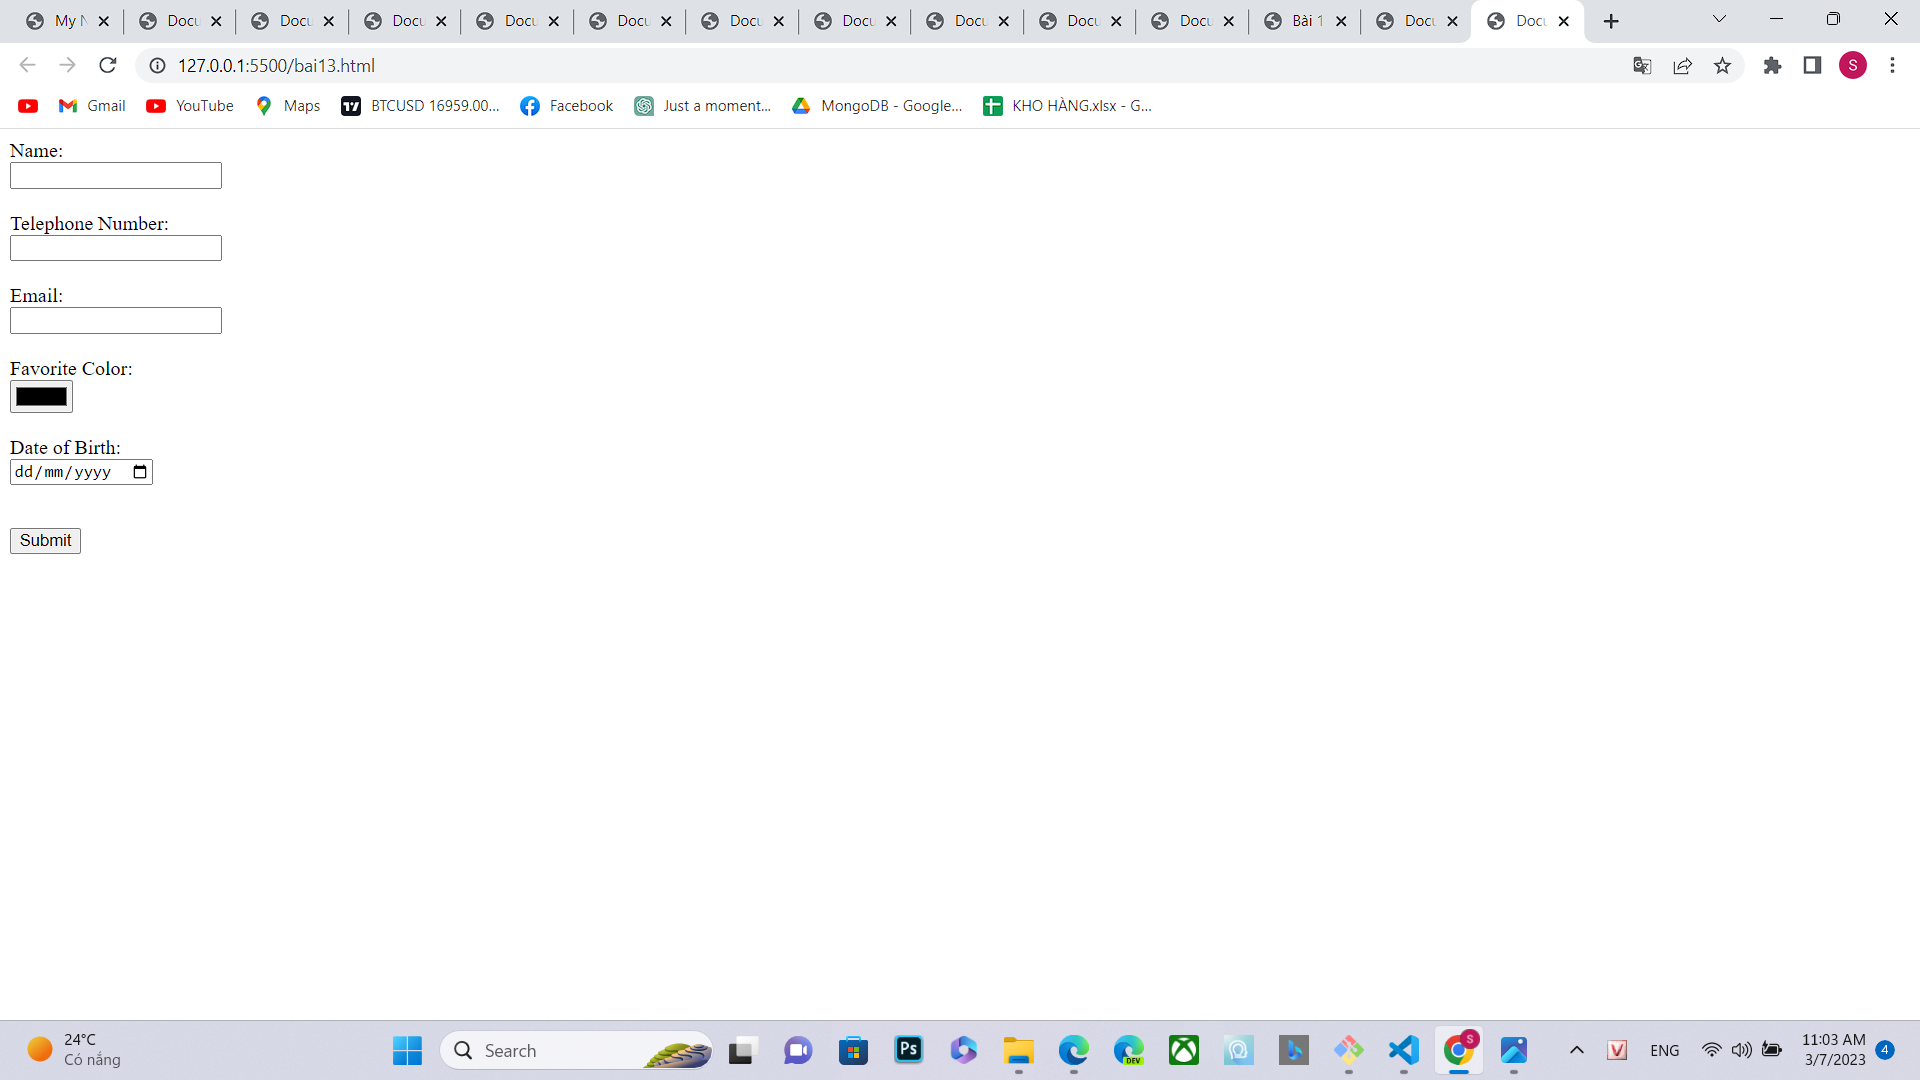 My N
Docu
Docu
Docu
Docu
Docu
Docu
Docu
Docu
Docu
Docu
Bài 1
Docu
Docu
127.0.0.1:5500/bai13.html
S
Gmail
YouTube
Maps
BTCUSD 16959.00...
Facebook
Just a moment...
MongoDB - Google...
KHO HÀNG.xlsx - G...
Name:
Telephone Number:
Email:
Favorite Color:
Date of Birth:
dd/mm/yyyy
Submit
24°C
Có nắng
Search
Ps
DEV
S
V
ENG
11:03 AM
3/7/2023
4